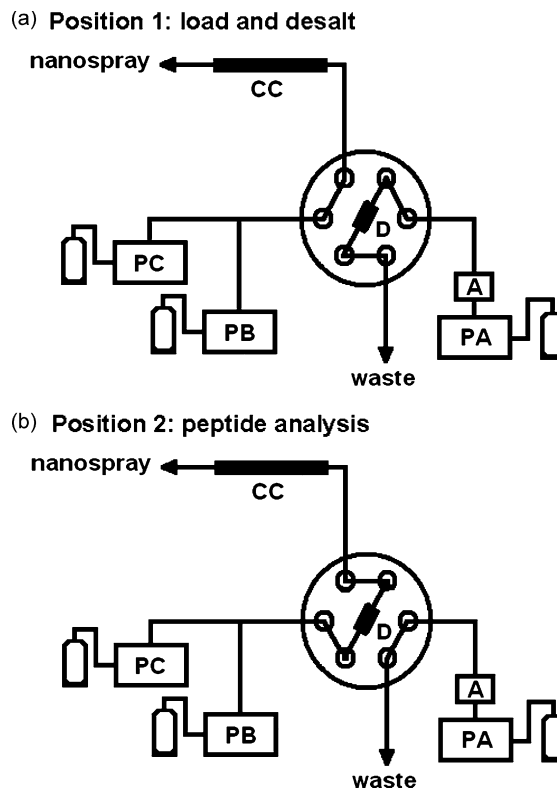 (a) Position 1: load and desalt
nanospray
CC
D
PC
A
PB
PA
waste
(b) Position 2: peptide analysis
nanospray
CC
D
PC
A
PB
PA
waste